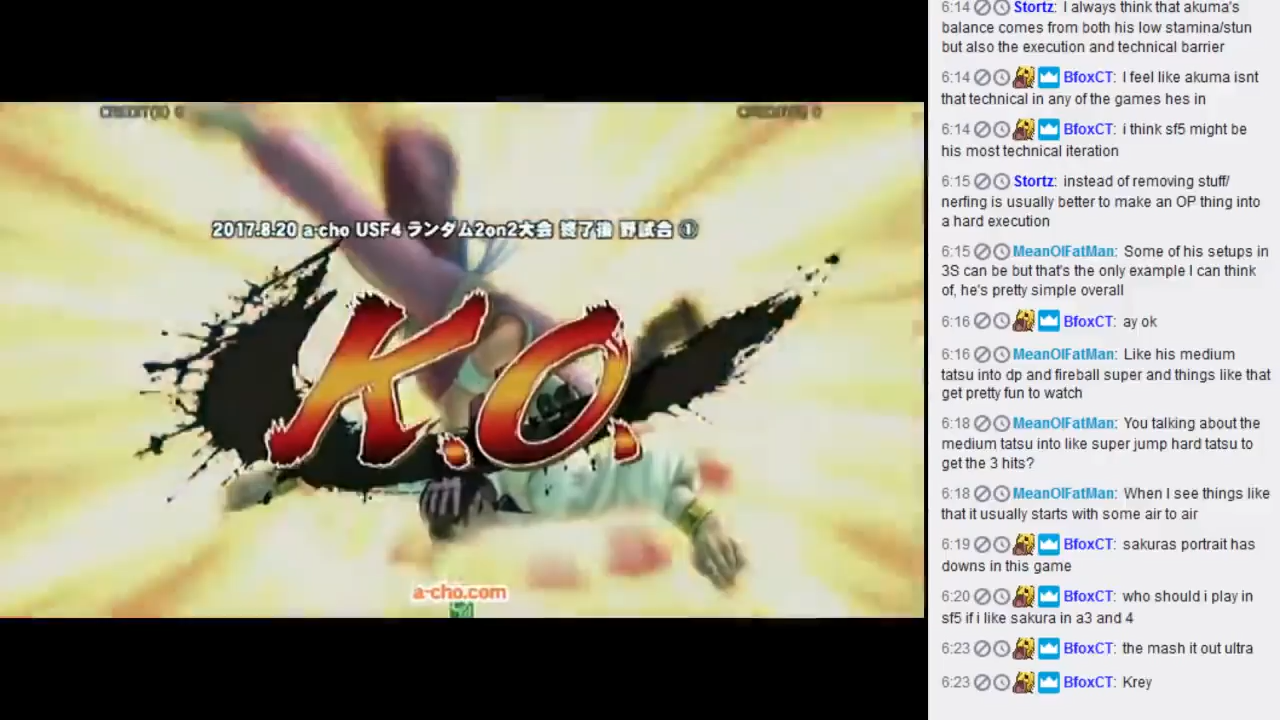 CREDIT(S) 0
CREDIT(S) 0
2017.8.20 a-cho USF4 ランダム2on2大会 終了後 野試合 ①
K.O.
a-cho.com
6:14 Stortz: I always think that akuma's
balance comes from both his low stamina/stun
but also the execution and technical barrier
6:14 BfoxCT: I feel like akuma isnt
that technical in any of the games hes in
6:14 BfoxCT: i think sf5 might be
his most technical iteration
6:15 Stortz: instead of removing stuff/
nerfing is usually better to make an OP thing into
a hard execution
6:15 MeanOlFatMan: Some of his setups in
3S can be but that's the only example I can think
of, he's pretty simple overall
6:16 BfoxCT: ay ok
6:16 MeanOlFatMan: Like his medium
tatsu into dp and fireball super and things like that
get pretty fun to watch
6:18 MeanOlFatMan: You talking about the
medium tatsu into like super jump hard tatsu to
get the 3 hits?
6:18 MeanOlFatMan: When I see things like
that it usually starts with some air to air
6:19 BfoxCT: sakuras portrait has
downs in this game
6:20 BfoxCT: who should i play in
sf5 if i like sakura in a3 and 4
6:23 BfoxCT: the mash it out ultra
6:23 BfoxCT: Krey